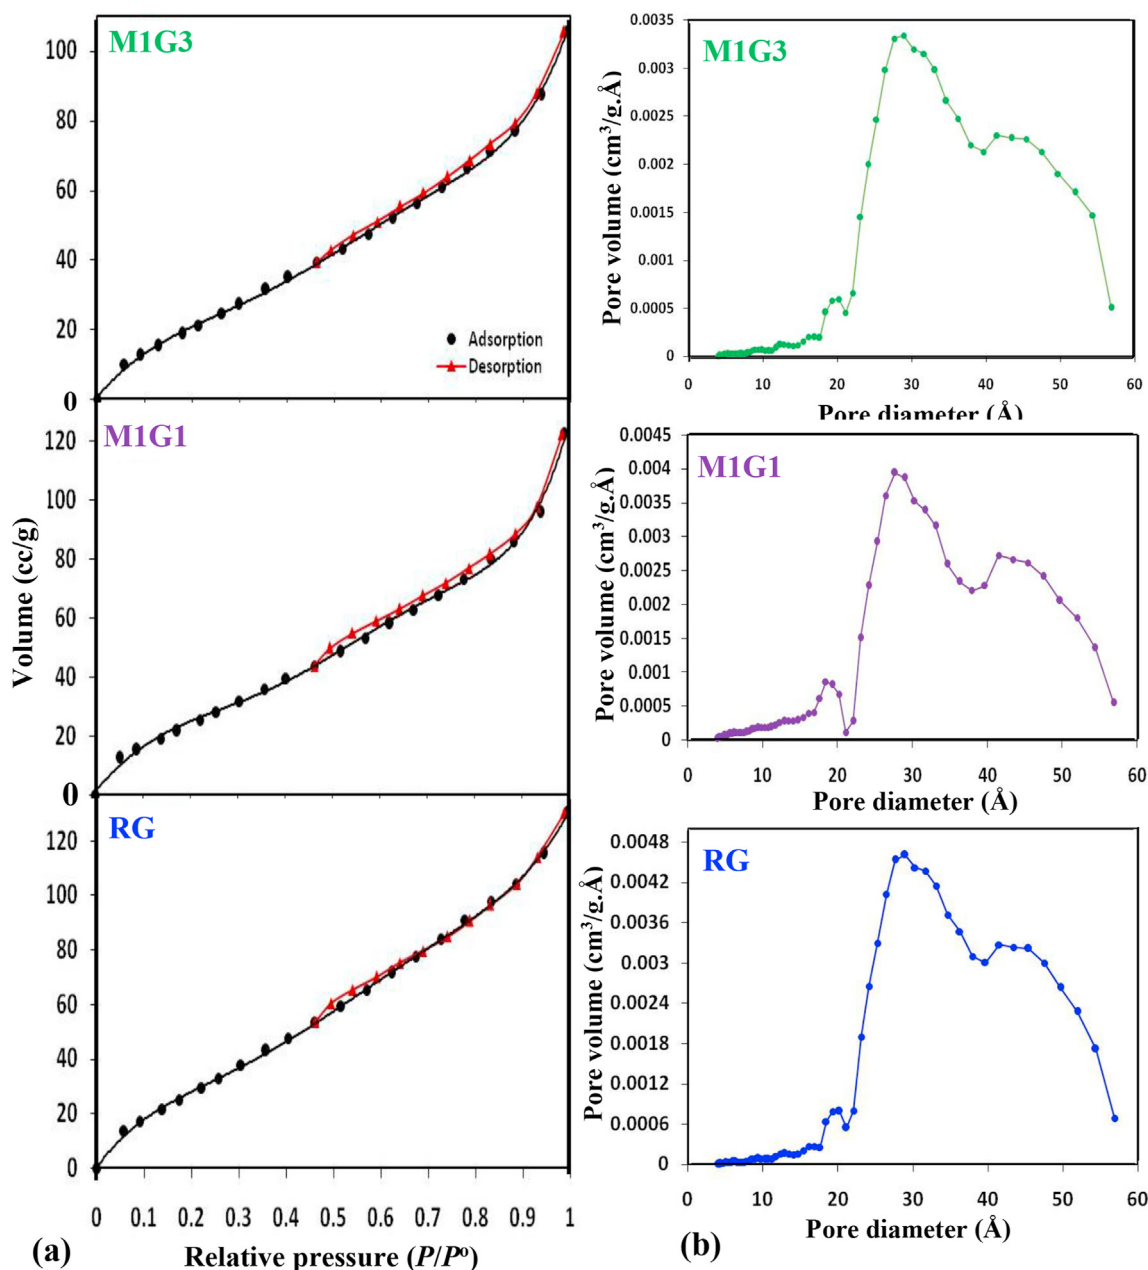 M1G3
100
80
60
40
20
0
Adsorption
Desorption
M1G1
120
100
80
60
40
20
0
Volume (cc/g)
RG
120
100
80
60
40
20
0
0 0.1 0.2 0.3 0.4 0.5 0.6 0.7 0.8 0.9 1
Relative pressure (P/Pº)
(a)
M1G3
0.0035
0.003
0.0025
0.002
0.0015
0.001
0.0005
0
Pore volume (cm³/g.Å)
0 10 20 30 40 50 60
Pore diameter (Å)
M1G1
0.0045
0.004
0.0035
0.003
0.0025
0.002
0.0015
0.001
0.0005
0
Pore volume (cm³/g.Å)
0 10 20 30 40 50 60
Pore diameter (Å)
RG
0.0048
0.0042
0.0036
0.003
0.0024
0.0018
0.0012
0.0006
0
Pore volume (cm³/g.Å)
0 10 20 30 40 50 60
Pore diameter (Å)
(b)